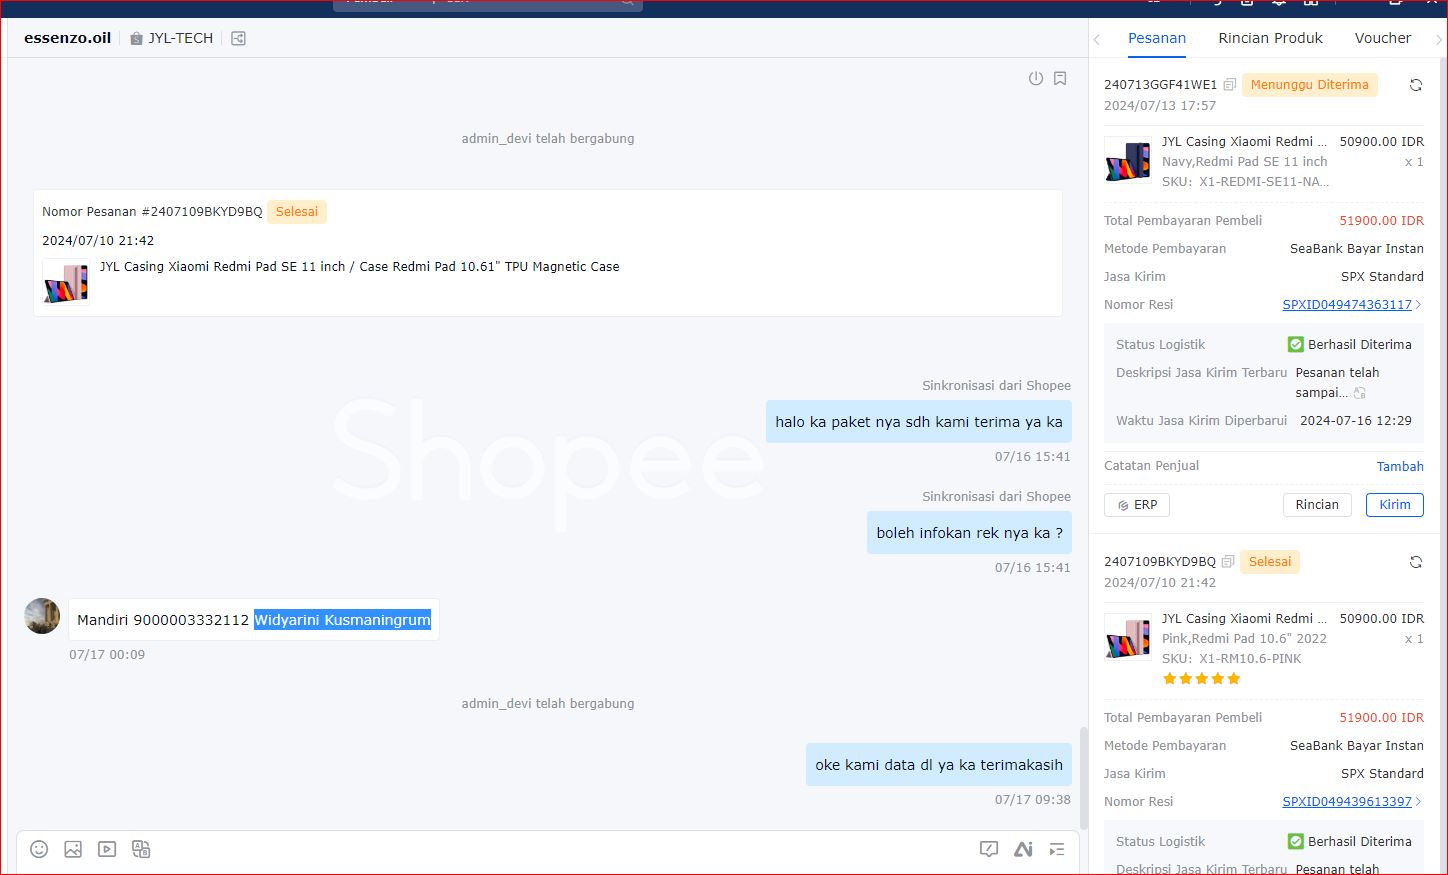 essenzo.oil
JYL-TECH
admin_devi telah bergabung
Nomor Pesanan #2407109BKYD9BQ Selesai
2024/07/10 21:42
JYL Casing Xiaomi Redmi Pad SE 11 inch / Case Redmi Pad 10.61" TPU Magnetic Case
Shopee
Sinkronisasi dari Shopee
halo ka paket nya sdh kami terima ya ka
07/16 15:41
Sinkronisasi dari Shopee
boleh infokan rek nya ka ?
07/16 15:41
Mandiri 9000003332112 Widyarini Kusmaningrum
07/17 00:09
admin_devi telah bergabung
oke kami data dl ya ka terimakasih
07/17 09:38
Pesanan Rincian Produk Voucher
240713GGF41WE1 Menunggu Diterima
2024/07/13 17:57
JYL Casing Xiaomi Redmi ... 50900.00 IDR
Navy,Redmi Pad SE 11 inch x 1
SKU: X1-REDMI-SE11-NA...
Total Pembayaran Pembeli 51900.00 IDR
Metode Pembayaran SeaBank Bayar Instan
Jasa Kirim SPX Standard
Nomor Resi SPXID049474363117
Status Logistik Berhasil Diterima
Deskripsi Jasa Kirim Terbaru Pesanan telah
sampai...
Waktu Jasa Kirim Diperbarui 2024-07-16 12:29
Catatan Penjual Tambah
ERP Rincian Kirim
2407109BKYD9BQ Selesai
2024/07/10 21:42
JYL Casing Xiaomi Redmi ... 50900.00 IDR
Pink,Redmi Pad 10.6" 2022 x 1
SKU: X1-RM10.6-PINK
Total Pembayaran Pembeli 51900.00 IDR
Metode Pembayaran SeaBank Bayar Instan
Jasa Kirim SPX Standard
Nomor Resi SPXID049439613397
Status Logistik Berhasil Diterima
Deskripsi Jasa Kirim Terbaru Pesanan telah